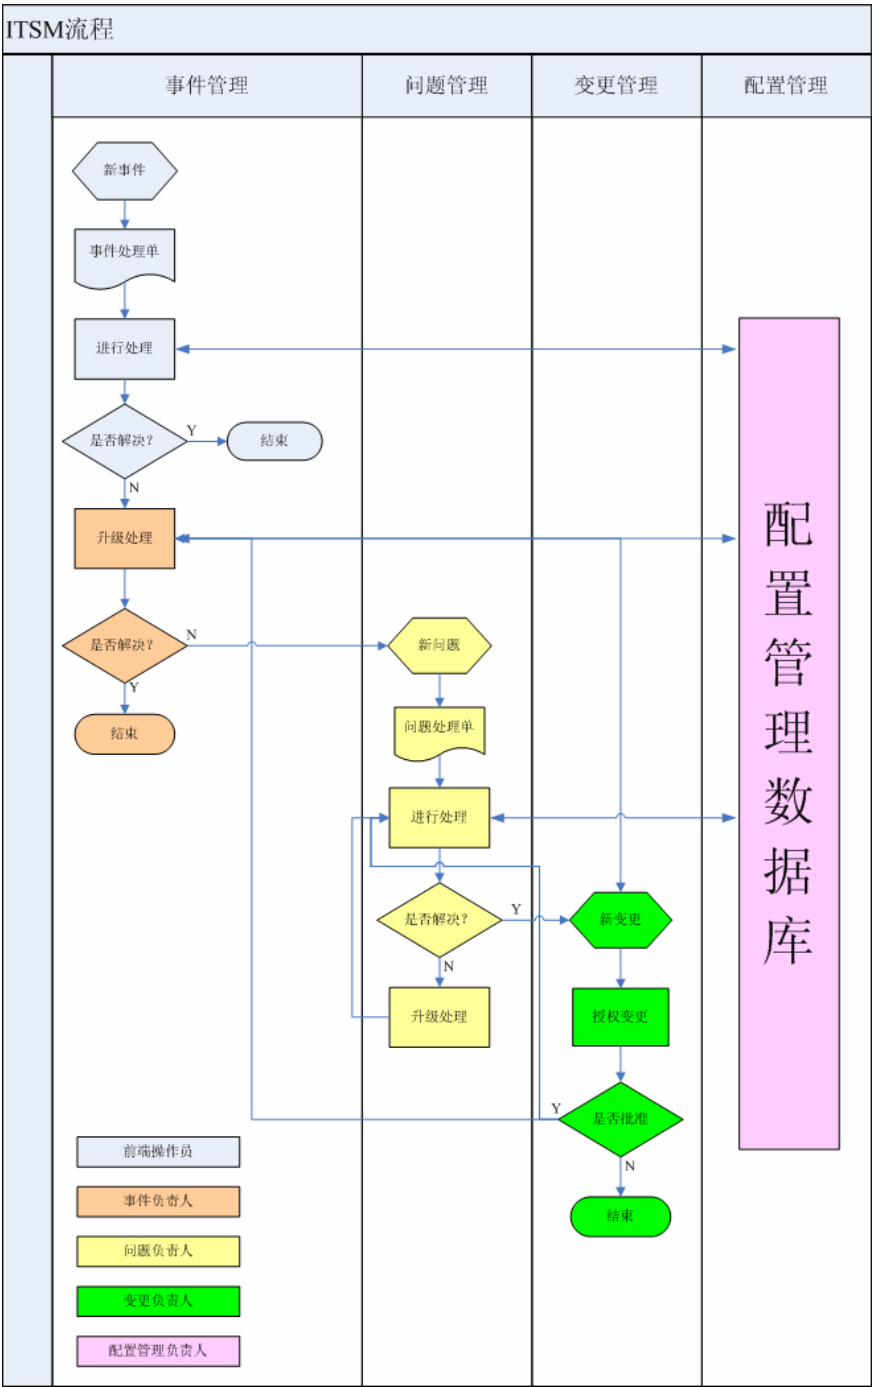 ITSM流程
事件管理
问题管理
变更管理
配置管理
新事件
事件处理单
进行处理
是否解决?
Y
结束
N
升级处理
是否解决?
N
Y
结束
新问题
问题处理单
进行处理
是否解决?
Y
N
升级处理
新变更
授权变更
是否批准
Y
N
结束
配
置
管
理
数
据
库
前端操作员
事件负责人
问题负责人
变更负责人
配置管理负责人